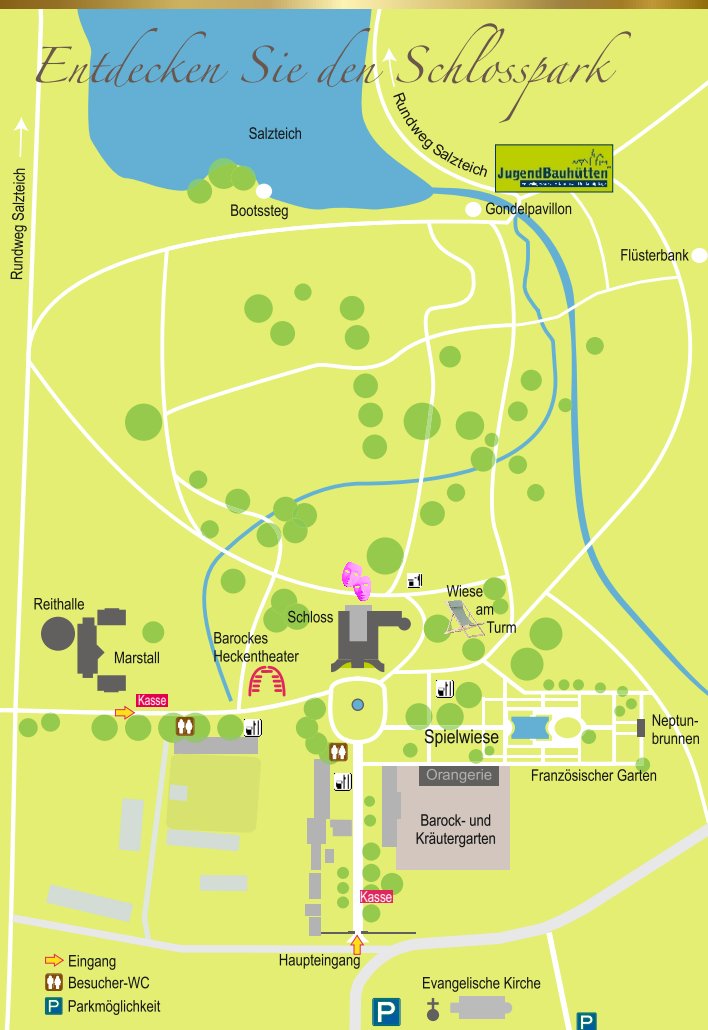 Entdecken Sie den Schlosspark
Rundweg Salzteich
Salzteich
Rundweg Salzteich
JugendBauhütten
Bootssteg
Gondelpavillon
Flüsterbank
Reithalle
Marstall
Schloss
Barockes
Heckentheater
Wiese
am
Turm
Kasse
Spielwiese
Neptun-
brunnen
Orangerie
Französischer Garten
Barock- und
Kräutergarten
Kasse
Haupteingang
Eingang
Besucher-WC
P Parkmöglichkeit
Evangelische Kirche
P
P